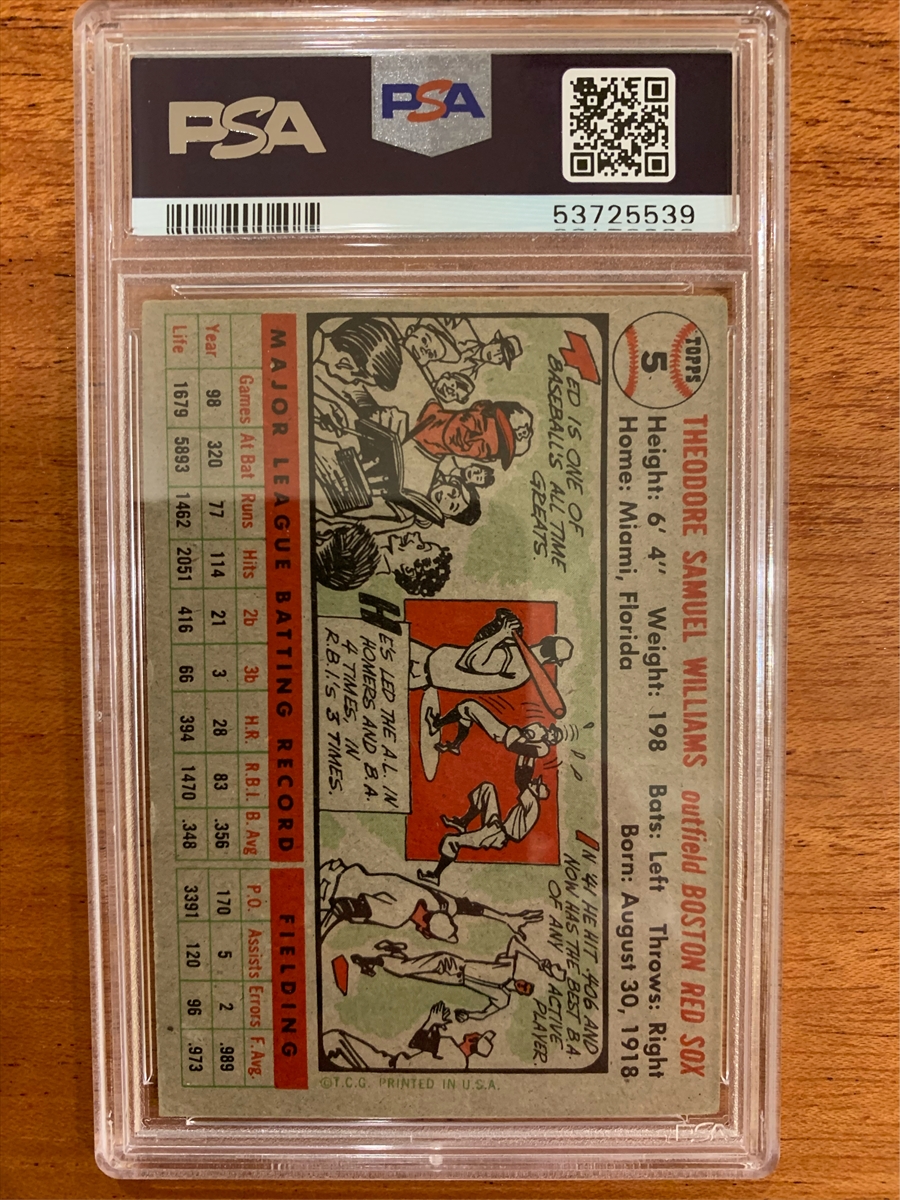 PSA
PSA
53725539
TOPPS
5
THEODORE SAMUEL WILLIAMS outfield BOSTON RED SOX
Height: 6' 4" Weight: 198 Bats: Left Throws: Right
Home: Miami, Florida Born: August 30, 1918
TED IS ONE OF
BASEBALL'S ALL TIME
GREATS.
HE'S LED THE A.L. IN
HOMERS AND B.A.
4 TIMES, IN
R.B.I.'S 3 TIMES.
IN '41 HE HIT .406 AND
NOW HAS THE BEST B.A.
OF ANY ACTIVE
PLAYER.
©T.C.G. PRINTED IN U.S.A.
MAJOR LEAGUE BATTING RECORD FIELDING
Games At Bat Runs Hits 2b 3b H.R. R.B.I. B. Avg P.O. Assists Errors F. Avg.
Year 98 320 77 114 21 3 28 83 .356 170 5 2 .989
Life 1679 5893 1462 2051 416 66 394 1470 .348 3391 120 96 .973
PSA